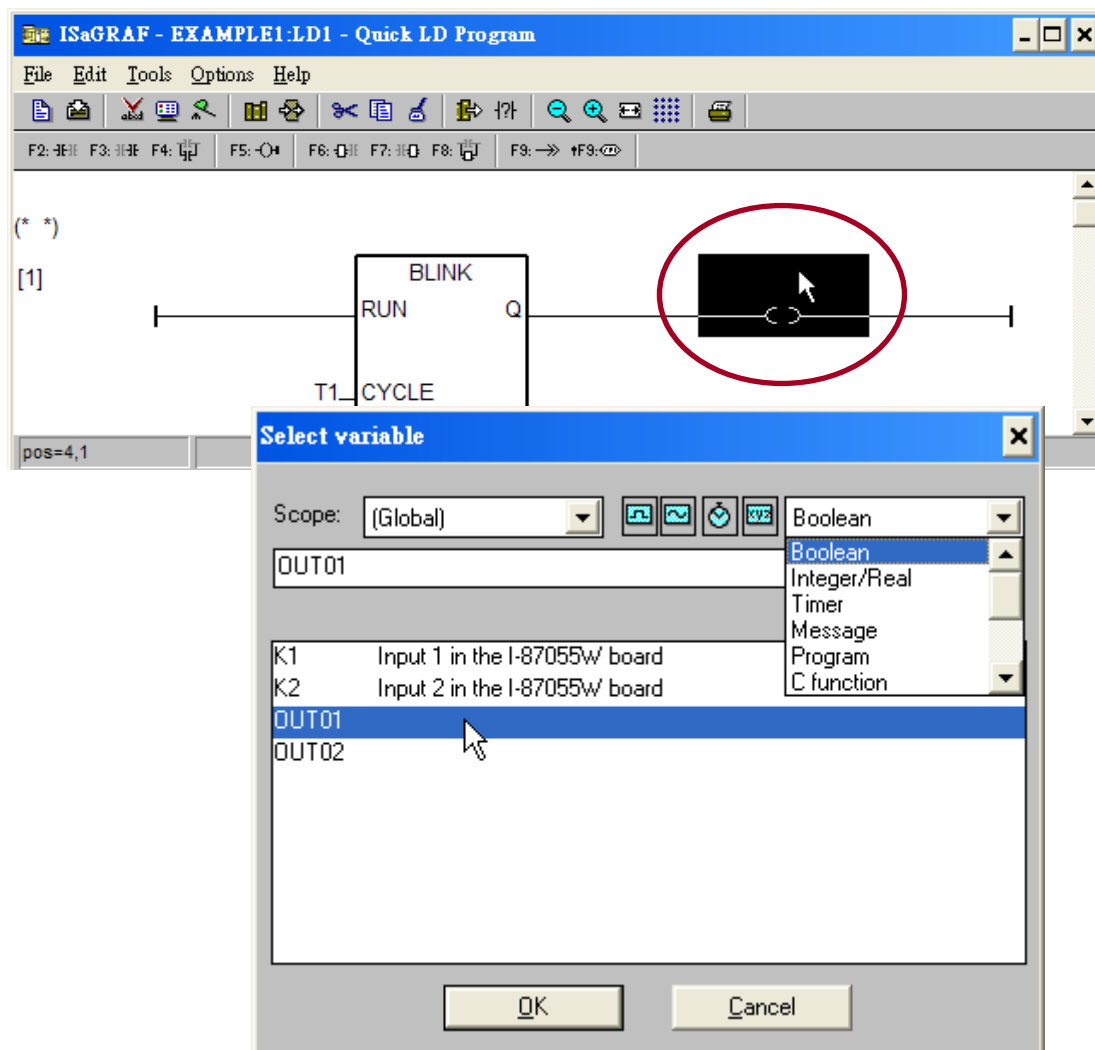 ISaGRAF - EXAMPLE1:LD1 - Quick LD Program
File Edit Tools Options Help
F2: F3: F4: F5: F6: F7: F8: F9: F9:
(* *)
[1]
BLINK
RUN Q
T1 CYCLE
pos=4,1
Select variable
Scope: (Global) xyz Boolean
Boolean
OUT01
Integer/Real
Timer
Message
K1 Input 1 in the I-87055W board
Program
K2 Input 2 in the I-87055W board
C function
OUT01
OUT02
OK Cancel